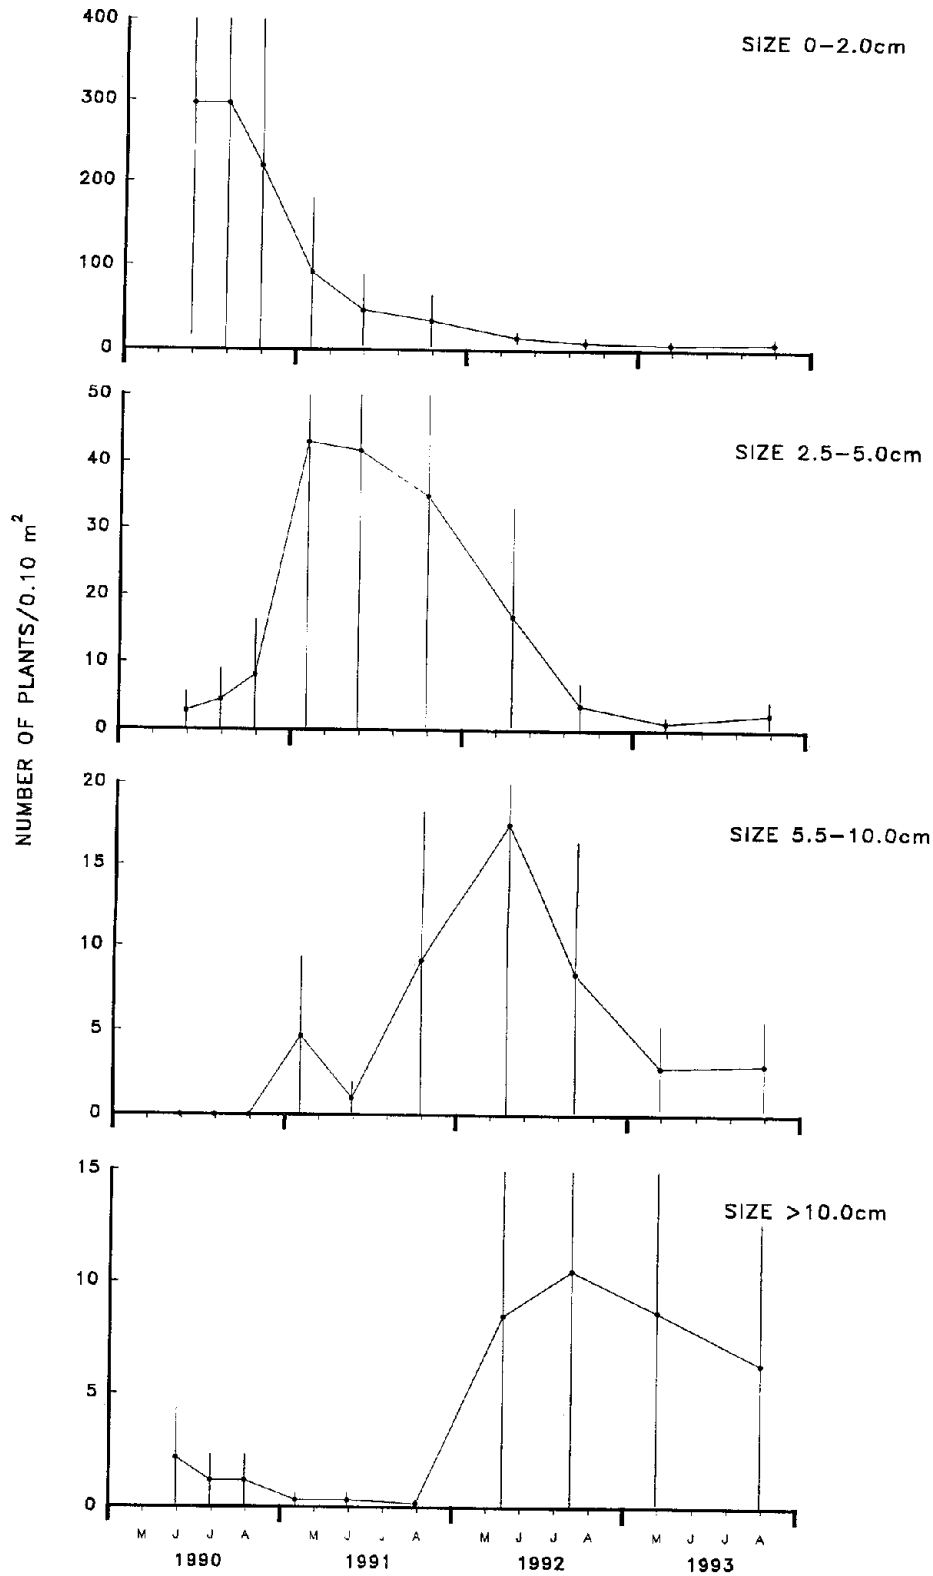 NUMBER OF PLANTS/0.10 m²
400
300
200
100
0
SIZE 0-2.0cm
50
40
30
20
10
0
SIZE 2.5-5.0cm
20
15
10
5
0
SIZE 5.5-10.0cm
15
10
5
0
SIZE >10.0cm
M J J A M J J A M J J A M J J A
1990 1991 1992 1993